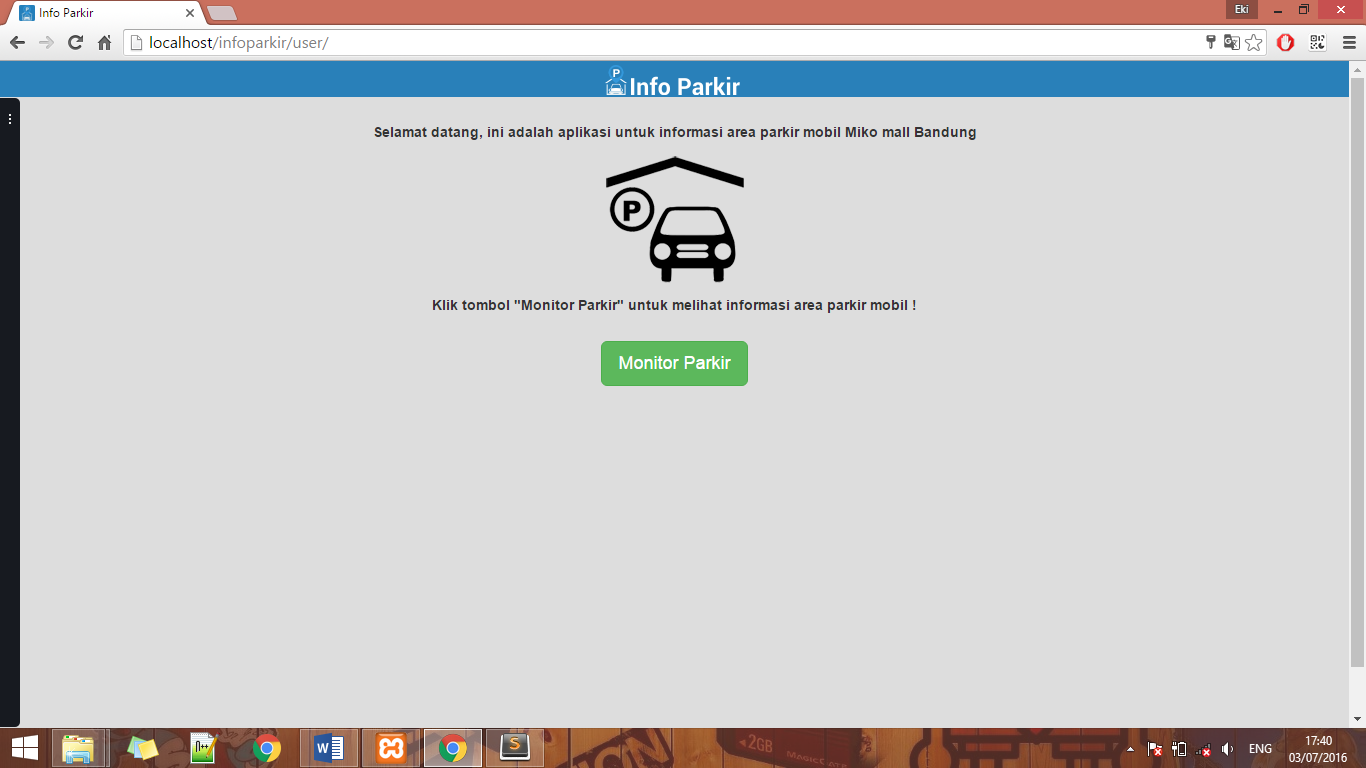 Info Parkir
Eki
localhost/infoparkir/user/
P
Info Parkir
Selamat datang, ini adalah aplikasi untuk informasi area parkir mobil Miko mall Bandung
P
Klik tombol "Monitor Parkir" untuk melihat informasi area parkir mobil !
Monitor Parkir
2GB
ENG
17:40
03/07/2016